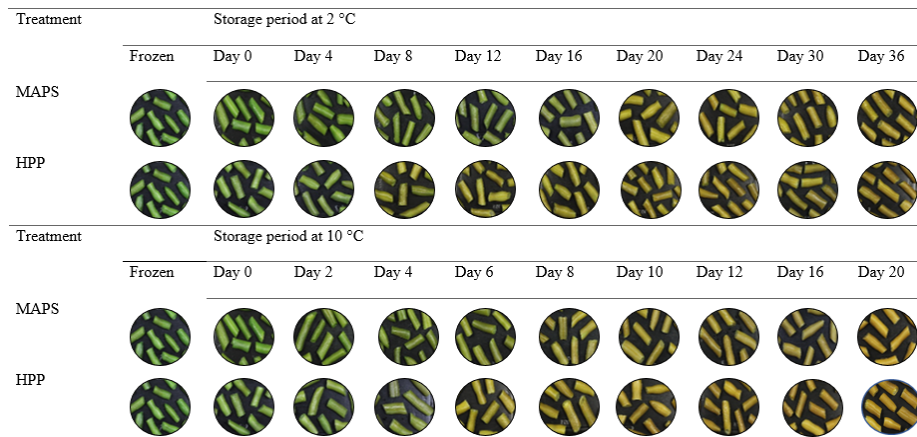 Treatment Storage period at 2 °C
Frozen Day 0 Day 4 Day 8 Day 12 Day 16 Day 20 Day 24 Day 30 Day 36
MAPS
HPP
Treatment Storage period at 10 °C
Frozen Day 0 Day 2 Day 4 Day 6 Day 8 Day 10 Day 12 Day 16 Day 20
MAPS
HPP